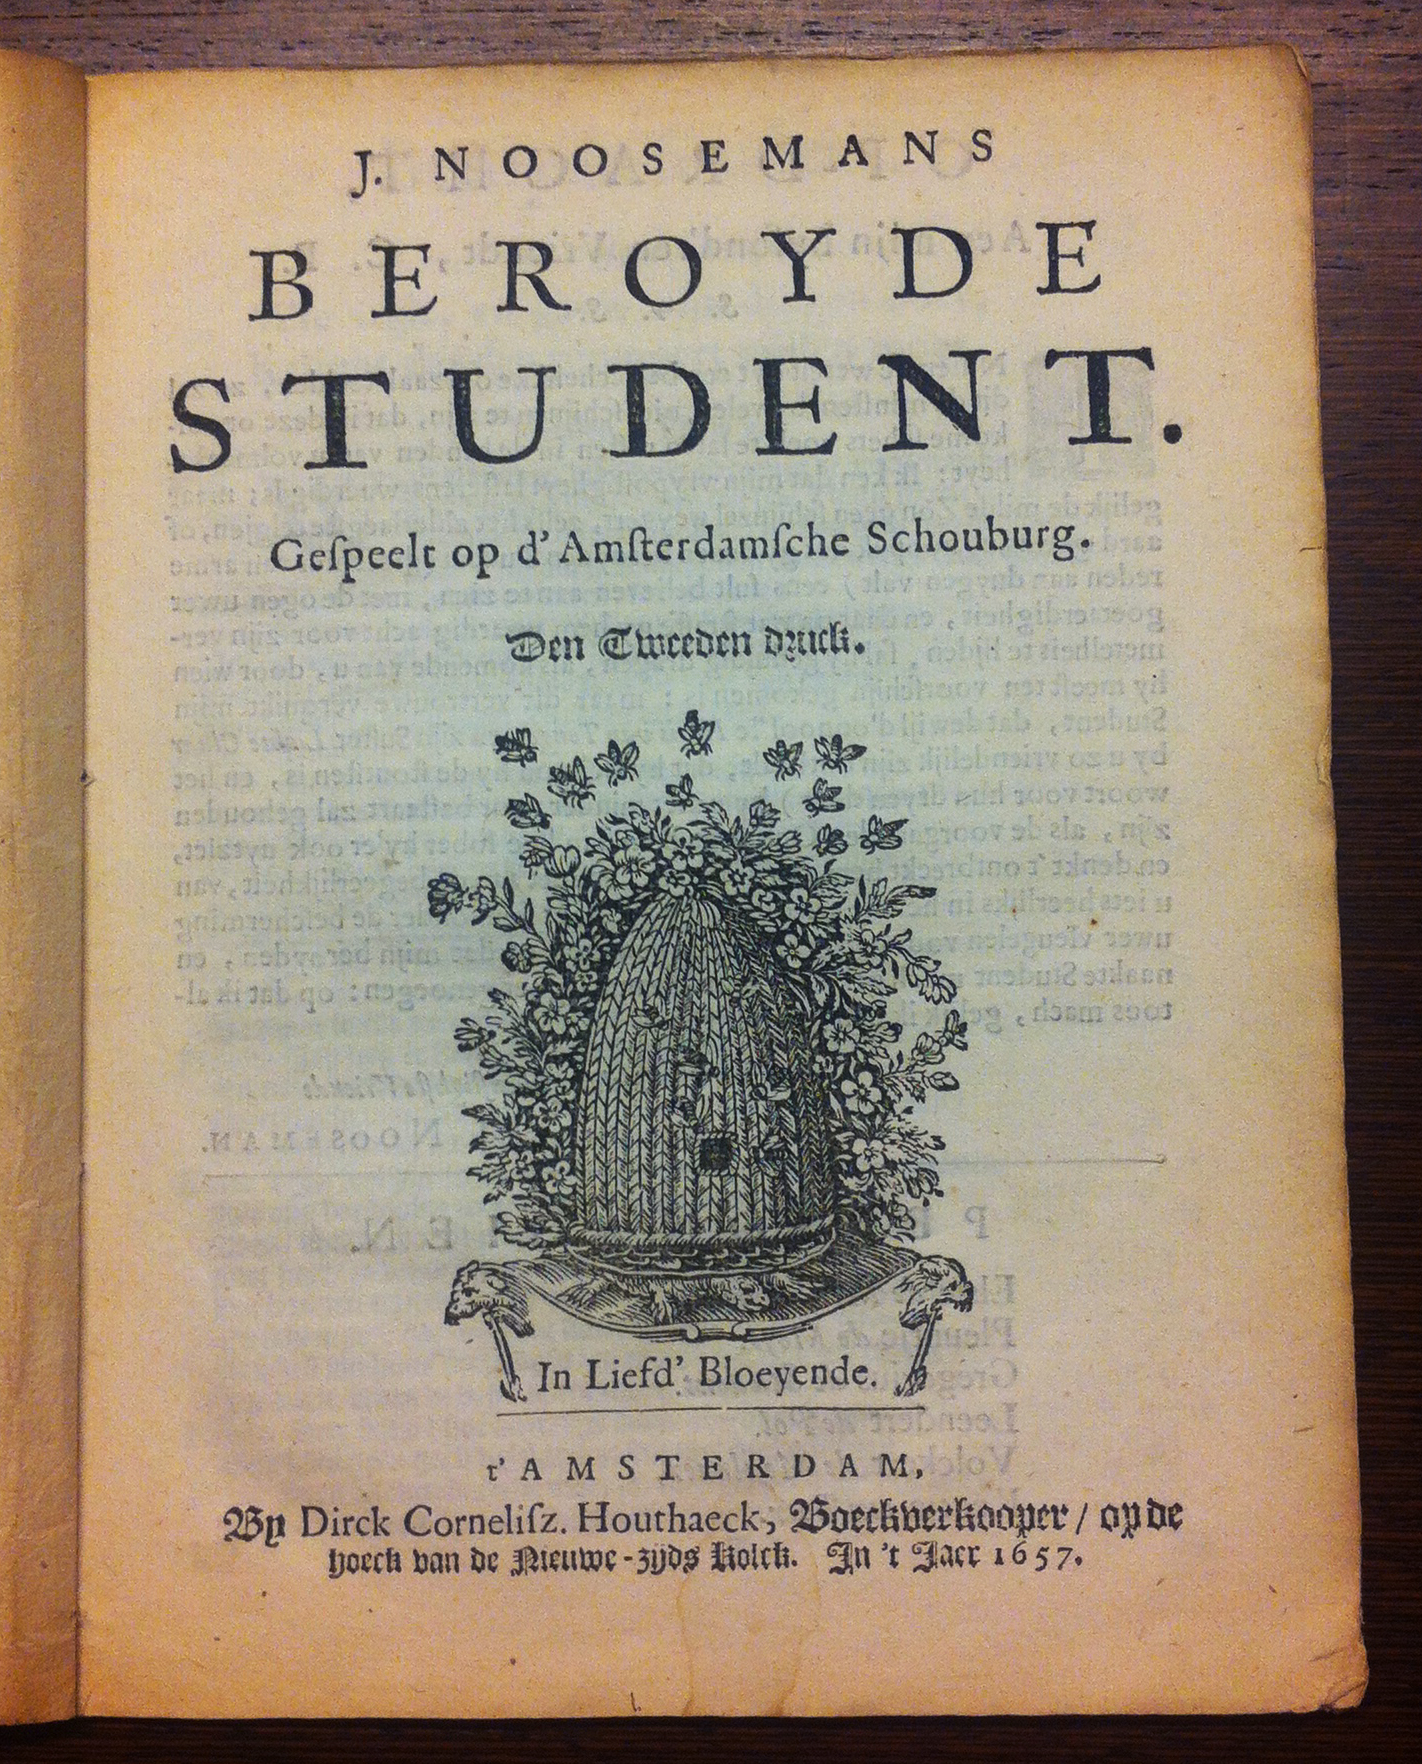 J. NOOSEMANS
BEROYDE
STUDENT.
Geſpeelt op d' Amſterdamſche Schouburg.
Den Tweeden druck.
In Liefd' Bloeyende.
t' AMSTERDAM,
By Dirck Corneliſz. Houthaeck, Boeckverkooper / op de
hoeck van de Nieuwe-zijds Kolck. In 't Jaer 1657.